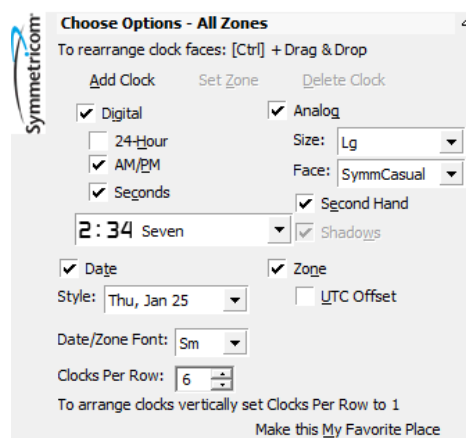 Symmetricom
Choose Options - All Zones
To rearrange clock faces: [Ctrl] + Drag & Drop
Add Clock Set Zone Delete Clock
Digital
24-Hour
AM/PM
Seconds
2:34 Seven
Analog
Size: Lg
Face: SymmCasual
Second Hand
Shadows
Date
Style: Thu, Jan 25
Zone
UTC Offset
Date/Zone Font: Sm
Clocks Per Row: 6
To arrange clocks vertically set Clocks Per Row to 1
Make this My Favorite Place